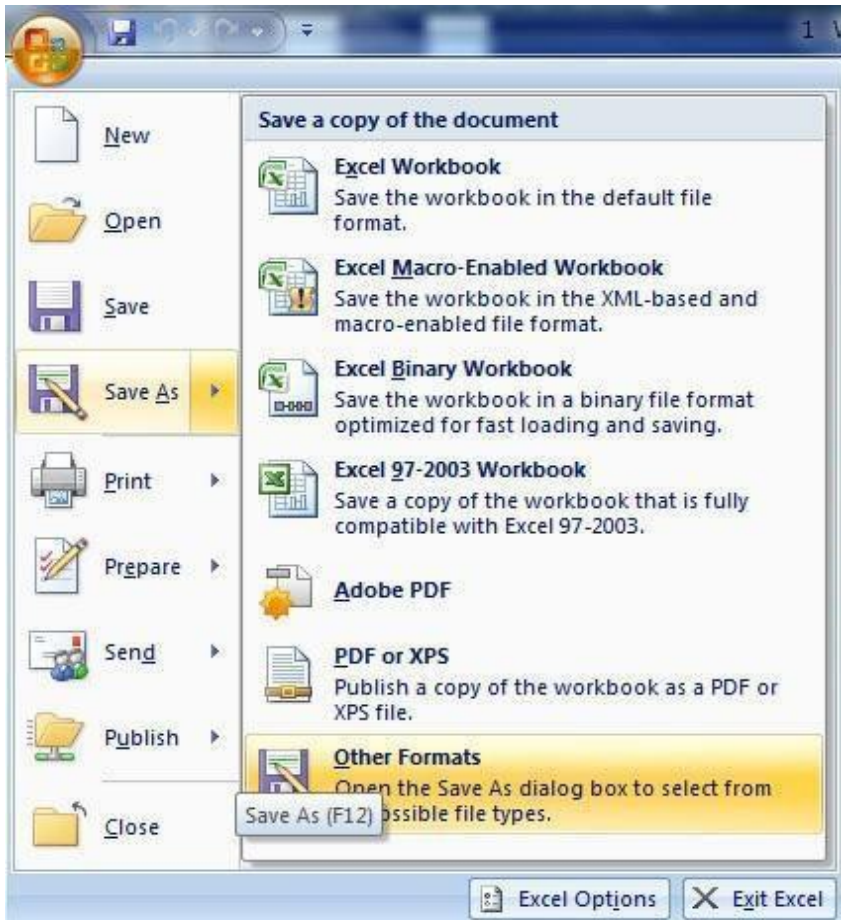 1
New
Open
Save
Save As
Print
Prepare
Send
Publish
Close
Save a copy of the document
Excel Workbook
Save the workbook in the default file
format.
Excel Macro-Enabled Workbook
Save the workbook in the XML-based and
macro-enabled file format.
Excel Binary Workbook
Save the workbook in a binary file format
optimized for fast loading and saving.
Excel 97-2003 Workbook
Save a copy of the workbook that is fully
compatible with Excel 97-2003.
Adobe PDF
PDF or XPS
Publish a copy of the workbook as a PDF or
XPS file.
Other Formats
Open the Save As dialog box to select from
ossible file types.
Save As (F12)
Excel Options
Exit Excel